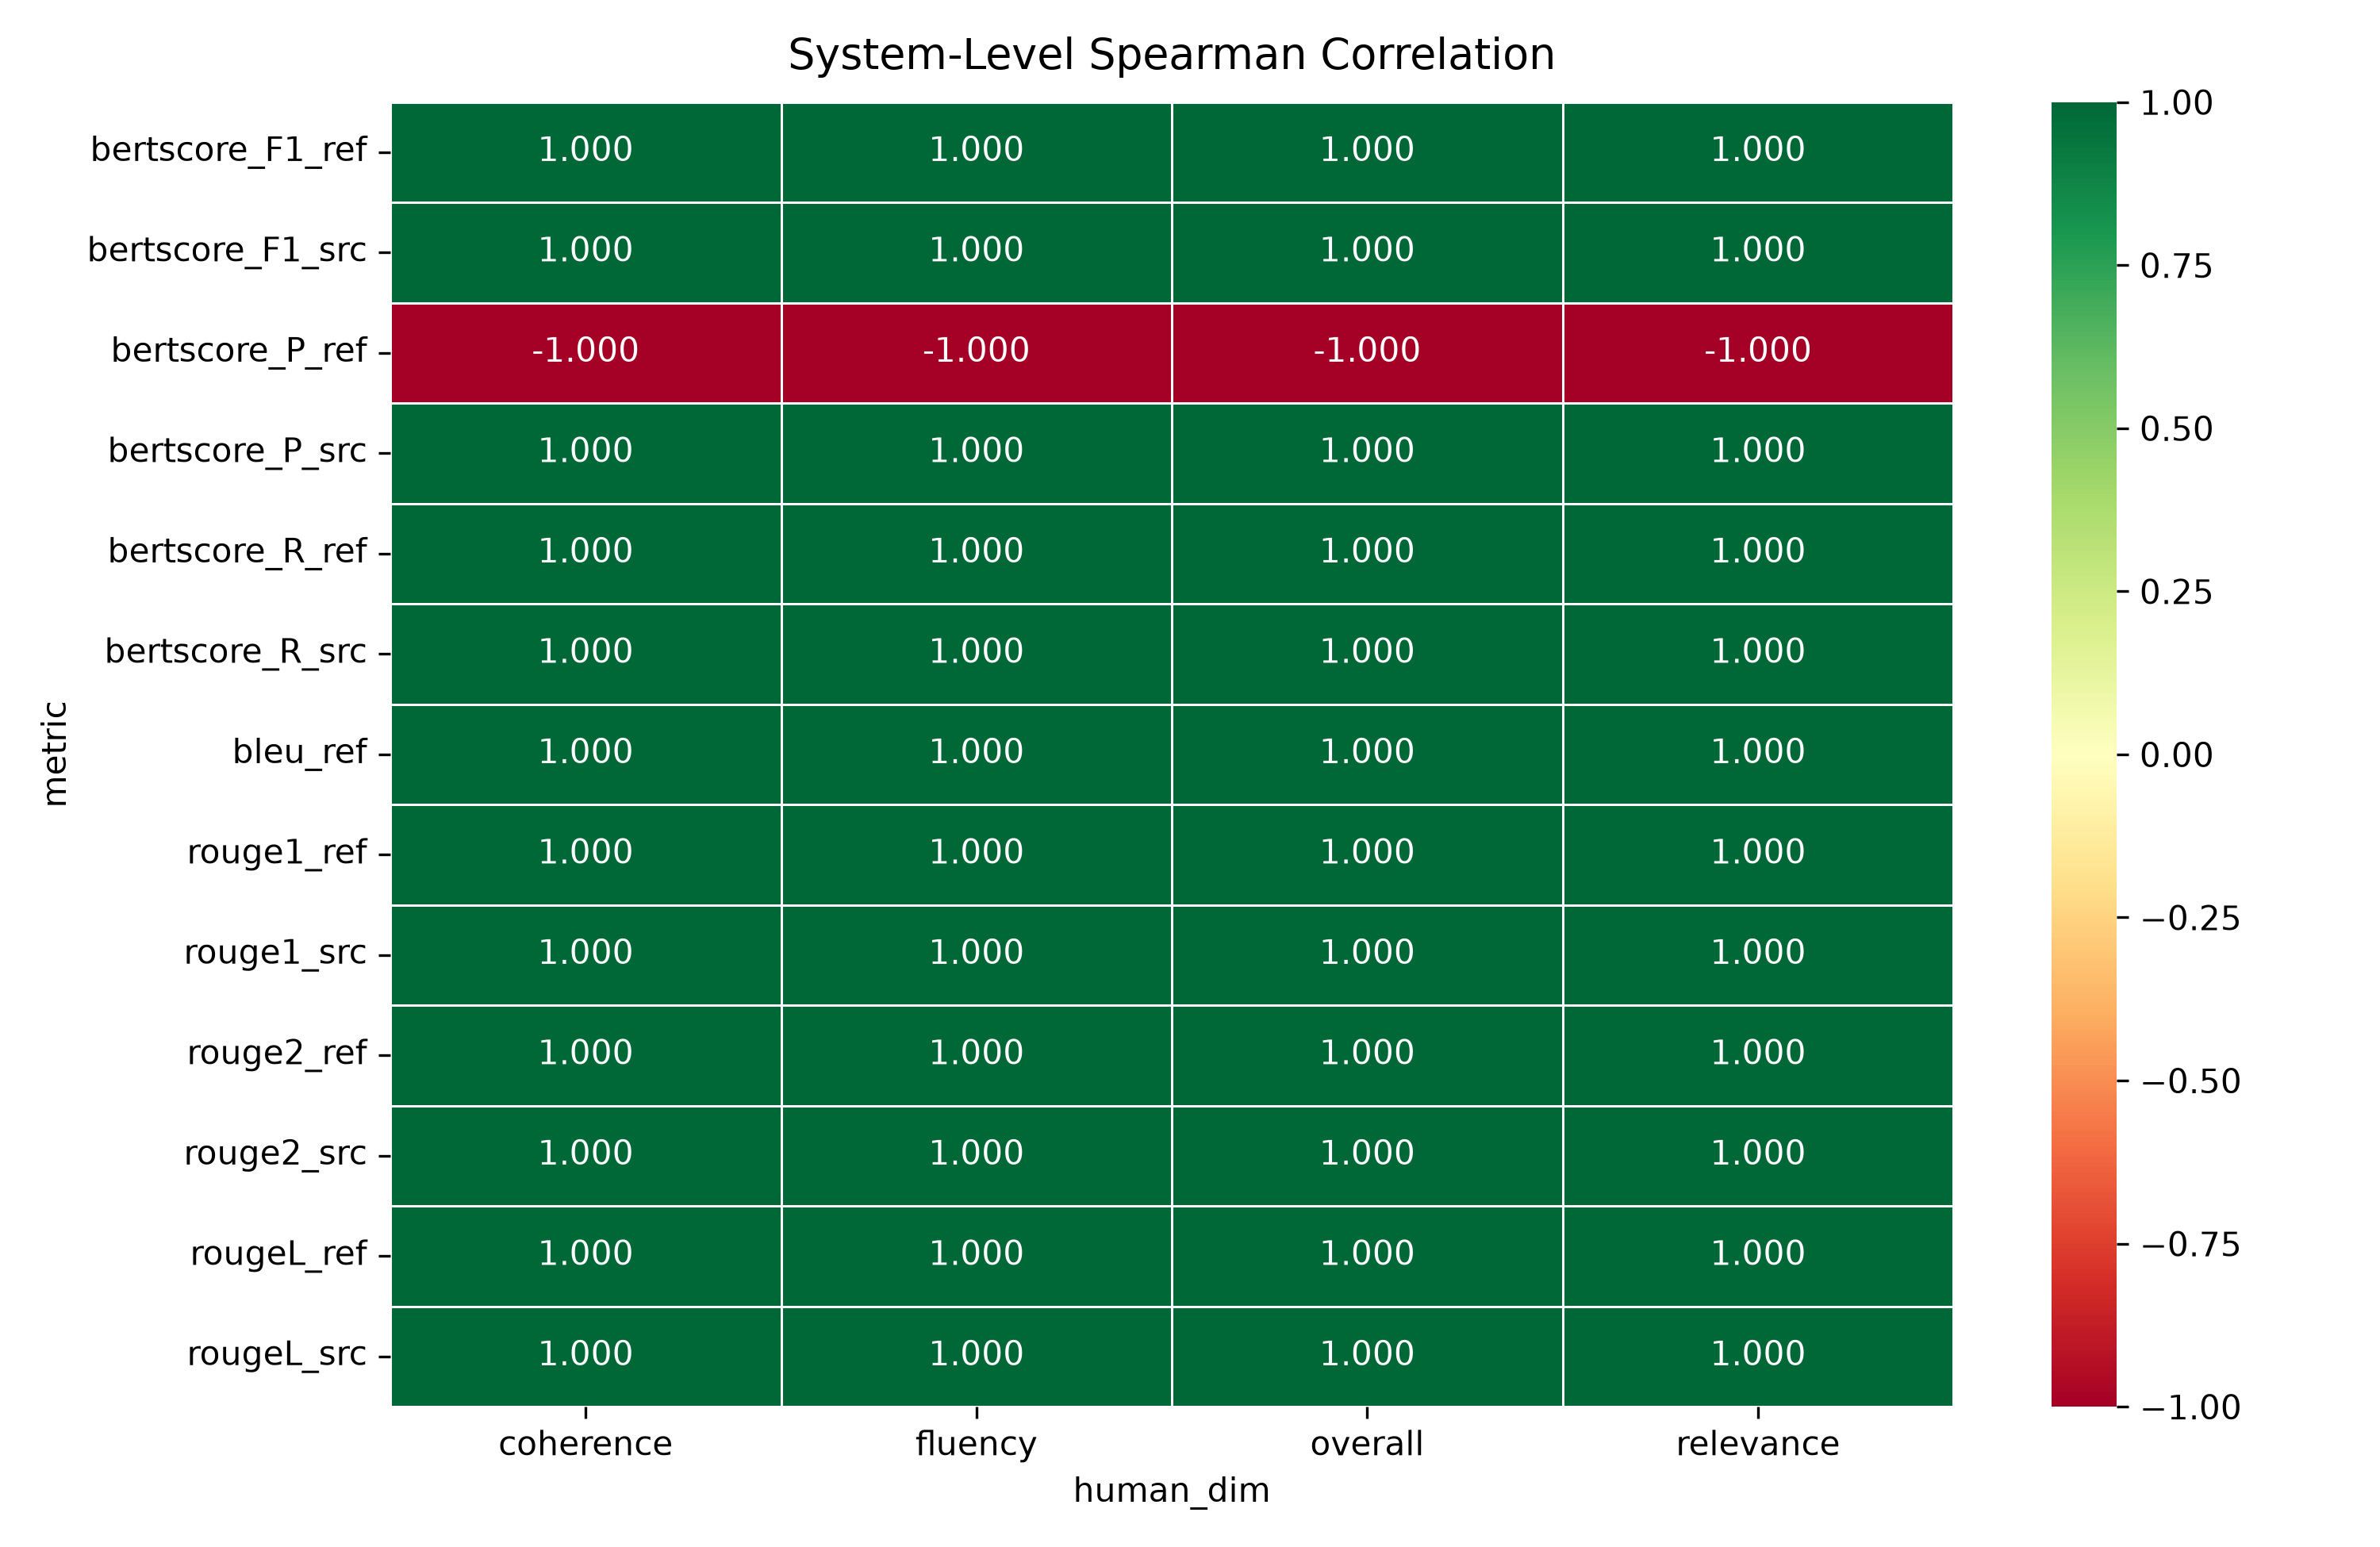 System-Level Spearman Correlation
bertscore_F1_ref 1.000 1.000 1.000 1.000
bertscore_F1_src 1.000 1.000 1.000 1.000
bertscore_P_ref -1.000 -1.000 -1.000 -1.000
bertscore_P_src 1.000 1.000 1.000 1.000
bertscore_R_ref 1.000 1.000 1.000 1.000
bertscore_R_src 1.000 1.000 1.000 1.000
bleu_ref 1.000 1.000 1.000 1.000
rouge1_ref 1.000 1.000 1.000 1.000
rouge1_src 1.000 1.000 1.000 1.000
rouge2_ref 1.000 1.000 1.000 1.000
rouge2_src 1.000 1.000 1.000 1.000
rougeL_ref 1.000 1.000 1.000 1.000
rougeL_src 1.000 1.000 1.000 1.000
coherence fluency overall relevance
human_dim
metric
1.00
0.75
0.50
0.25
0.00
−0.25
−0.50
−0.75
−1.00